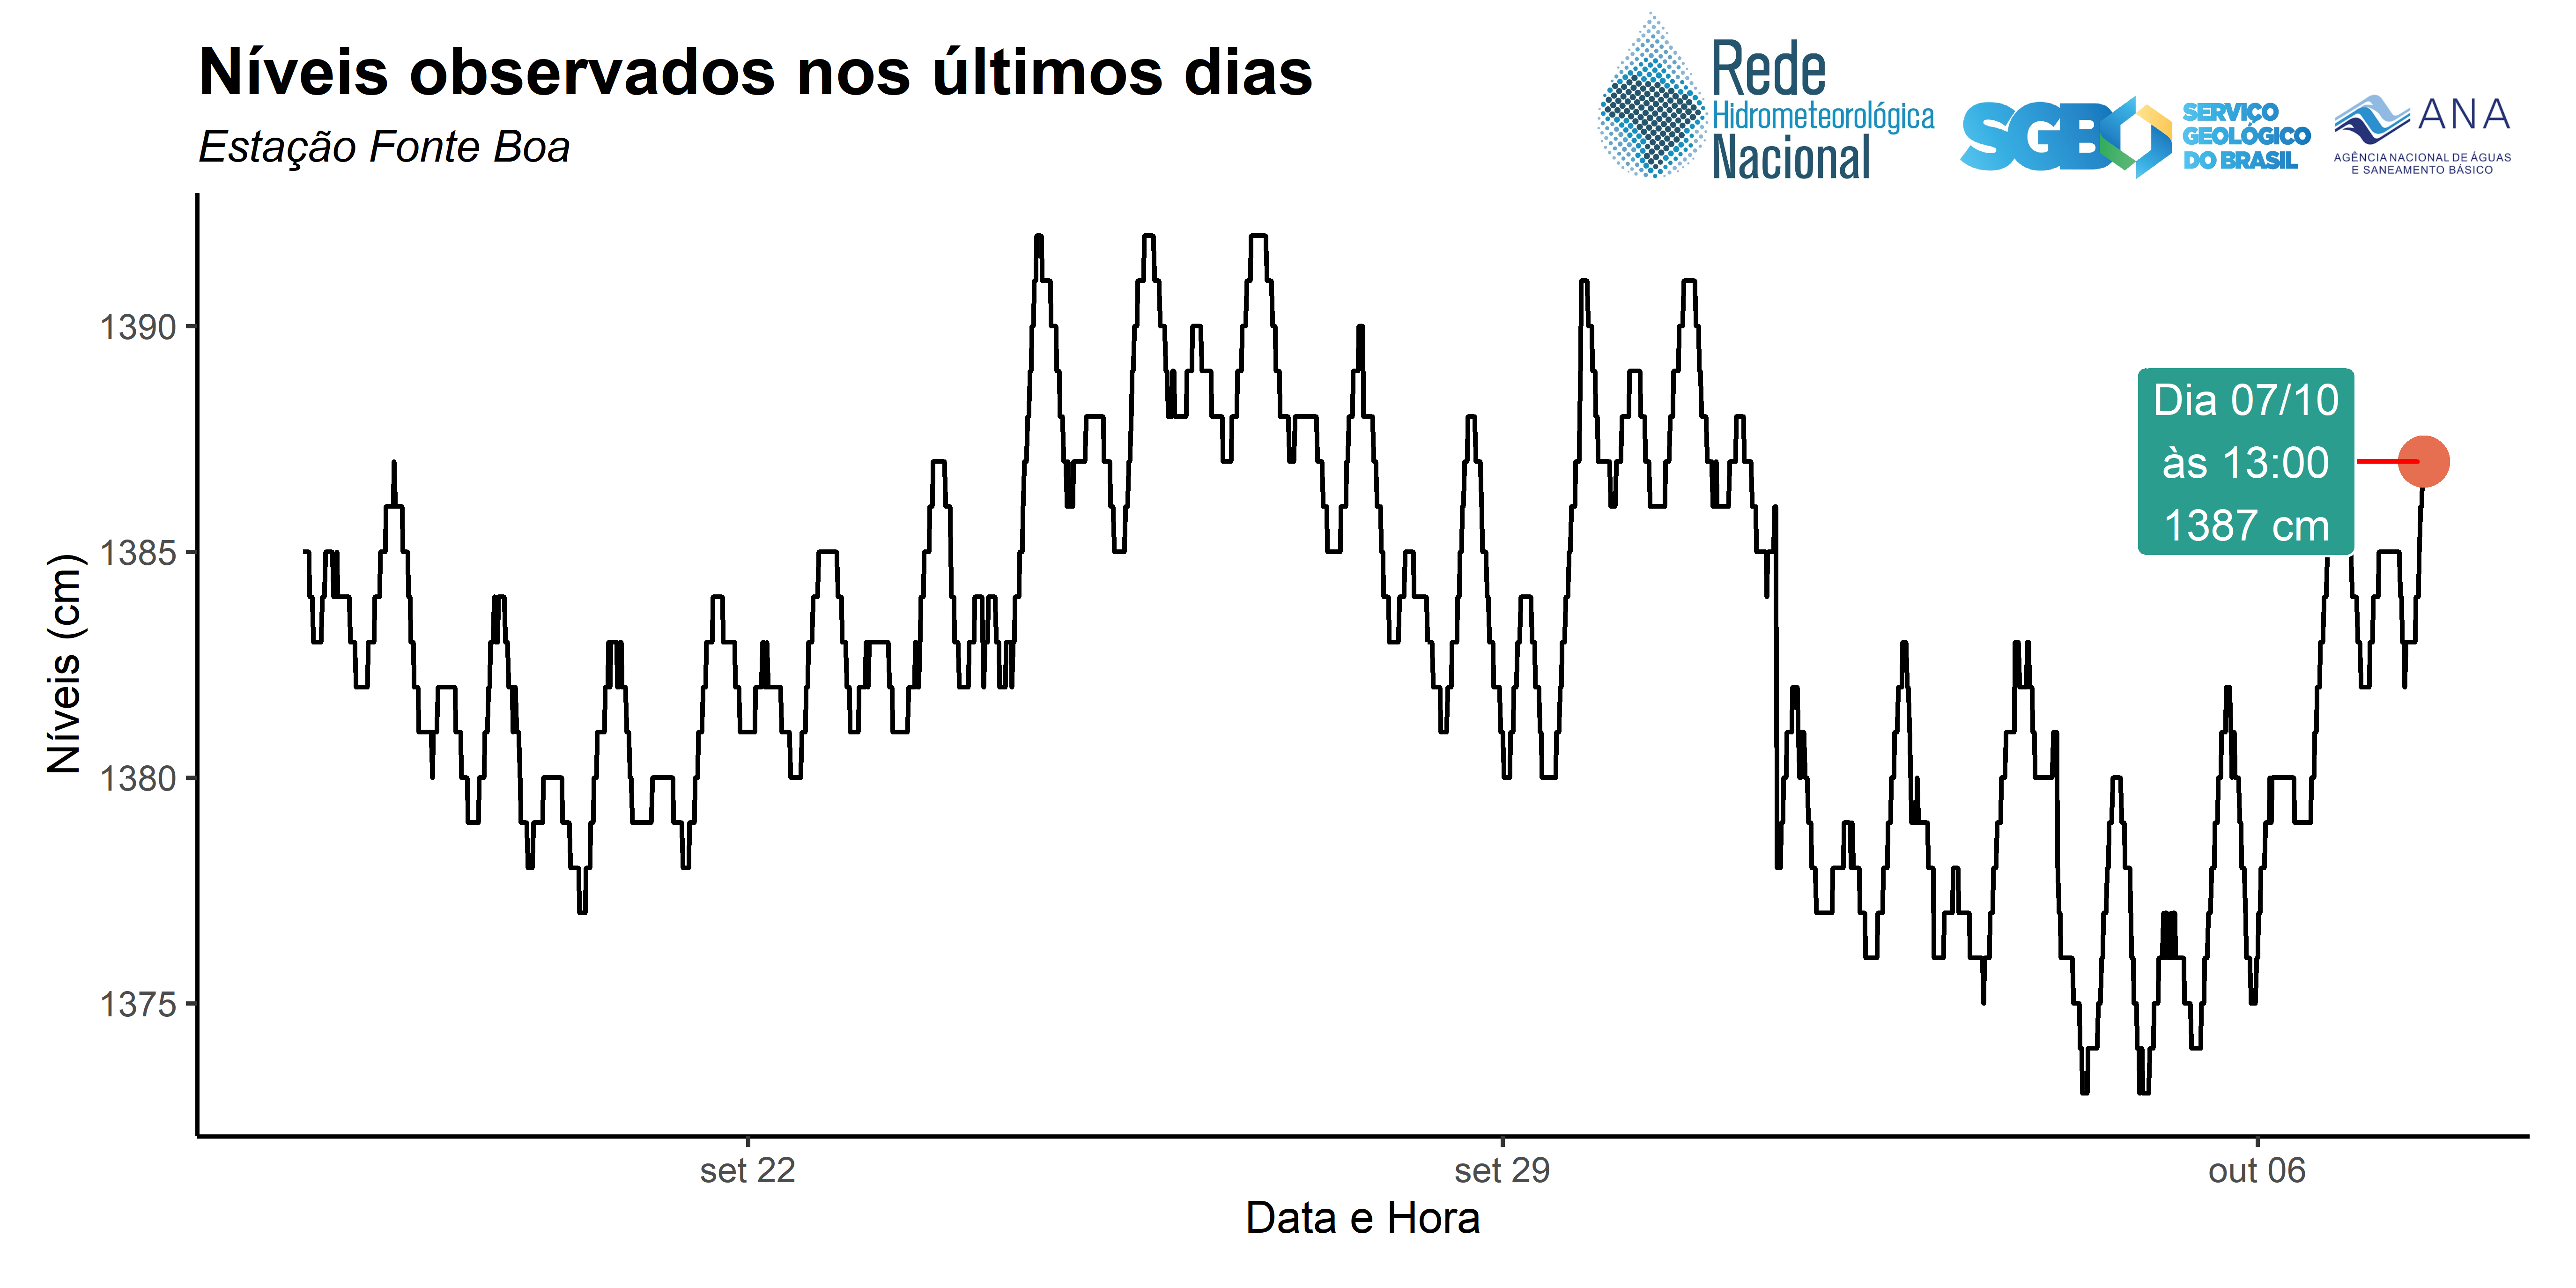 Níveis observados nos últimos dias
Estação Fonte Boa
Rede
Hidrometeorológica
Nacional
SGB
SERVIÇO
GEOLÓGICO
DO BRASIL
ANA
AGÊNCIA NACIONAL DE ÁGUAS
E SANEAMENTO BÁSICO
Níveis (cm)
1390
1385
1380
1375
Dia 07/10
às 13:00
1387 cm
set 22
set 29
out 06
Data e Hora